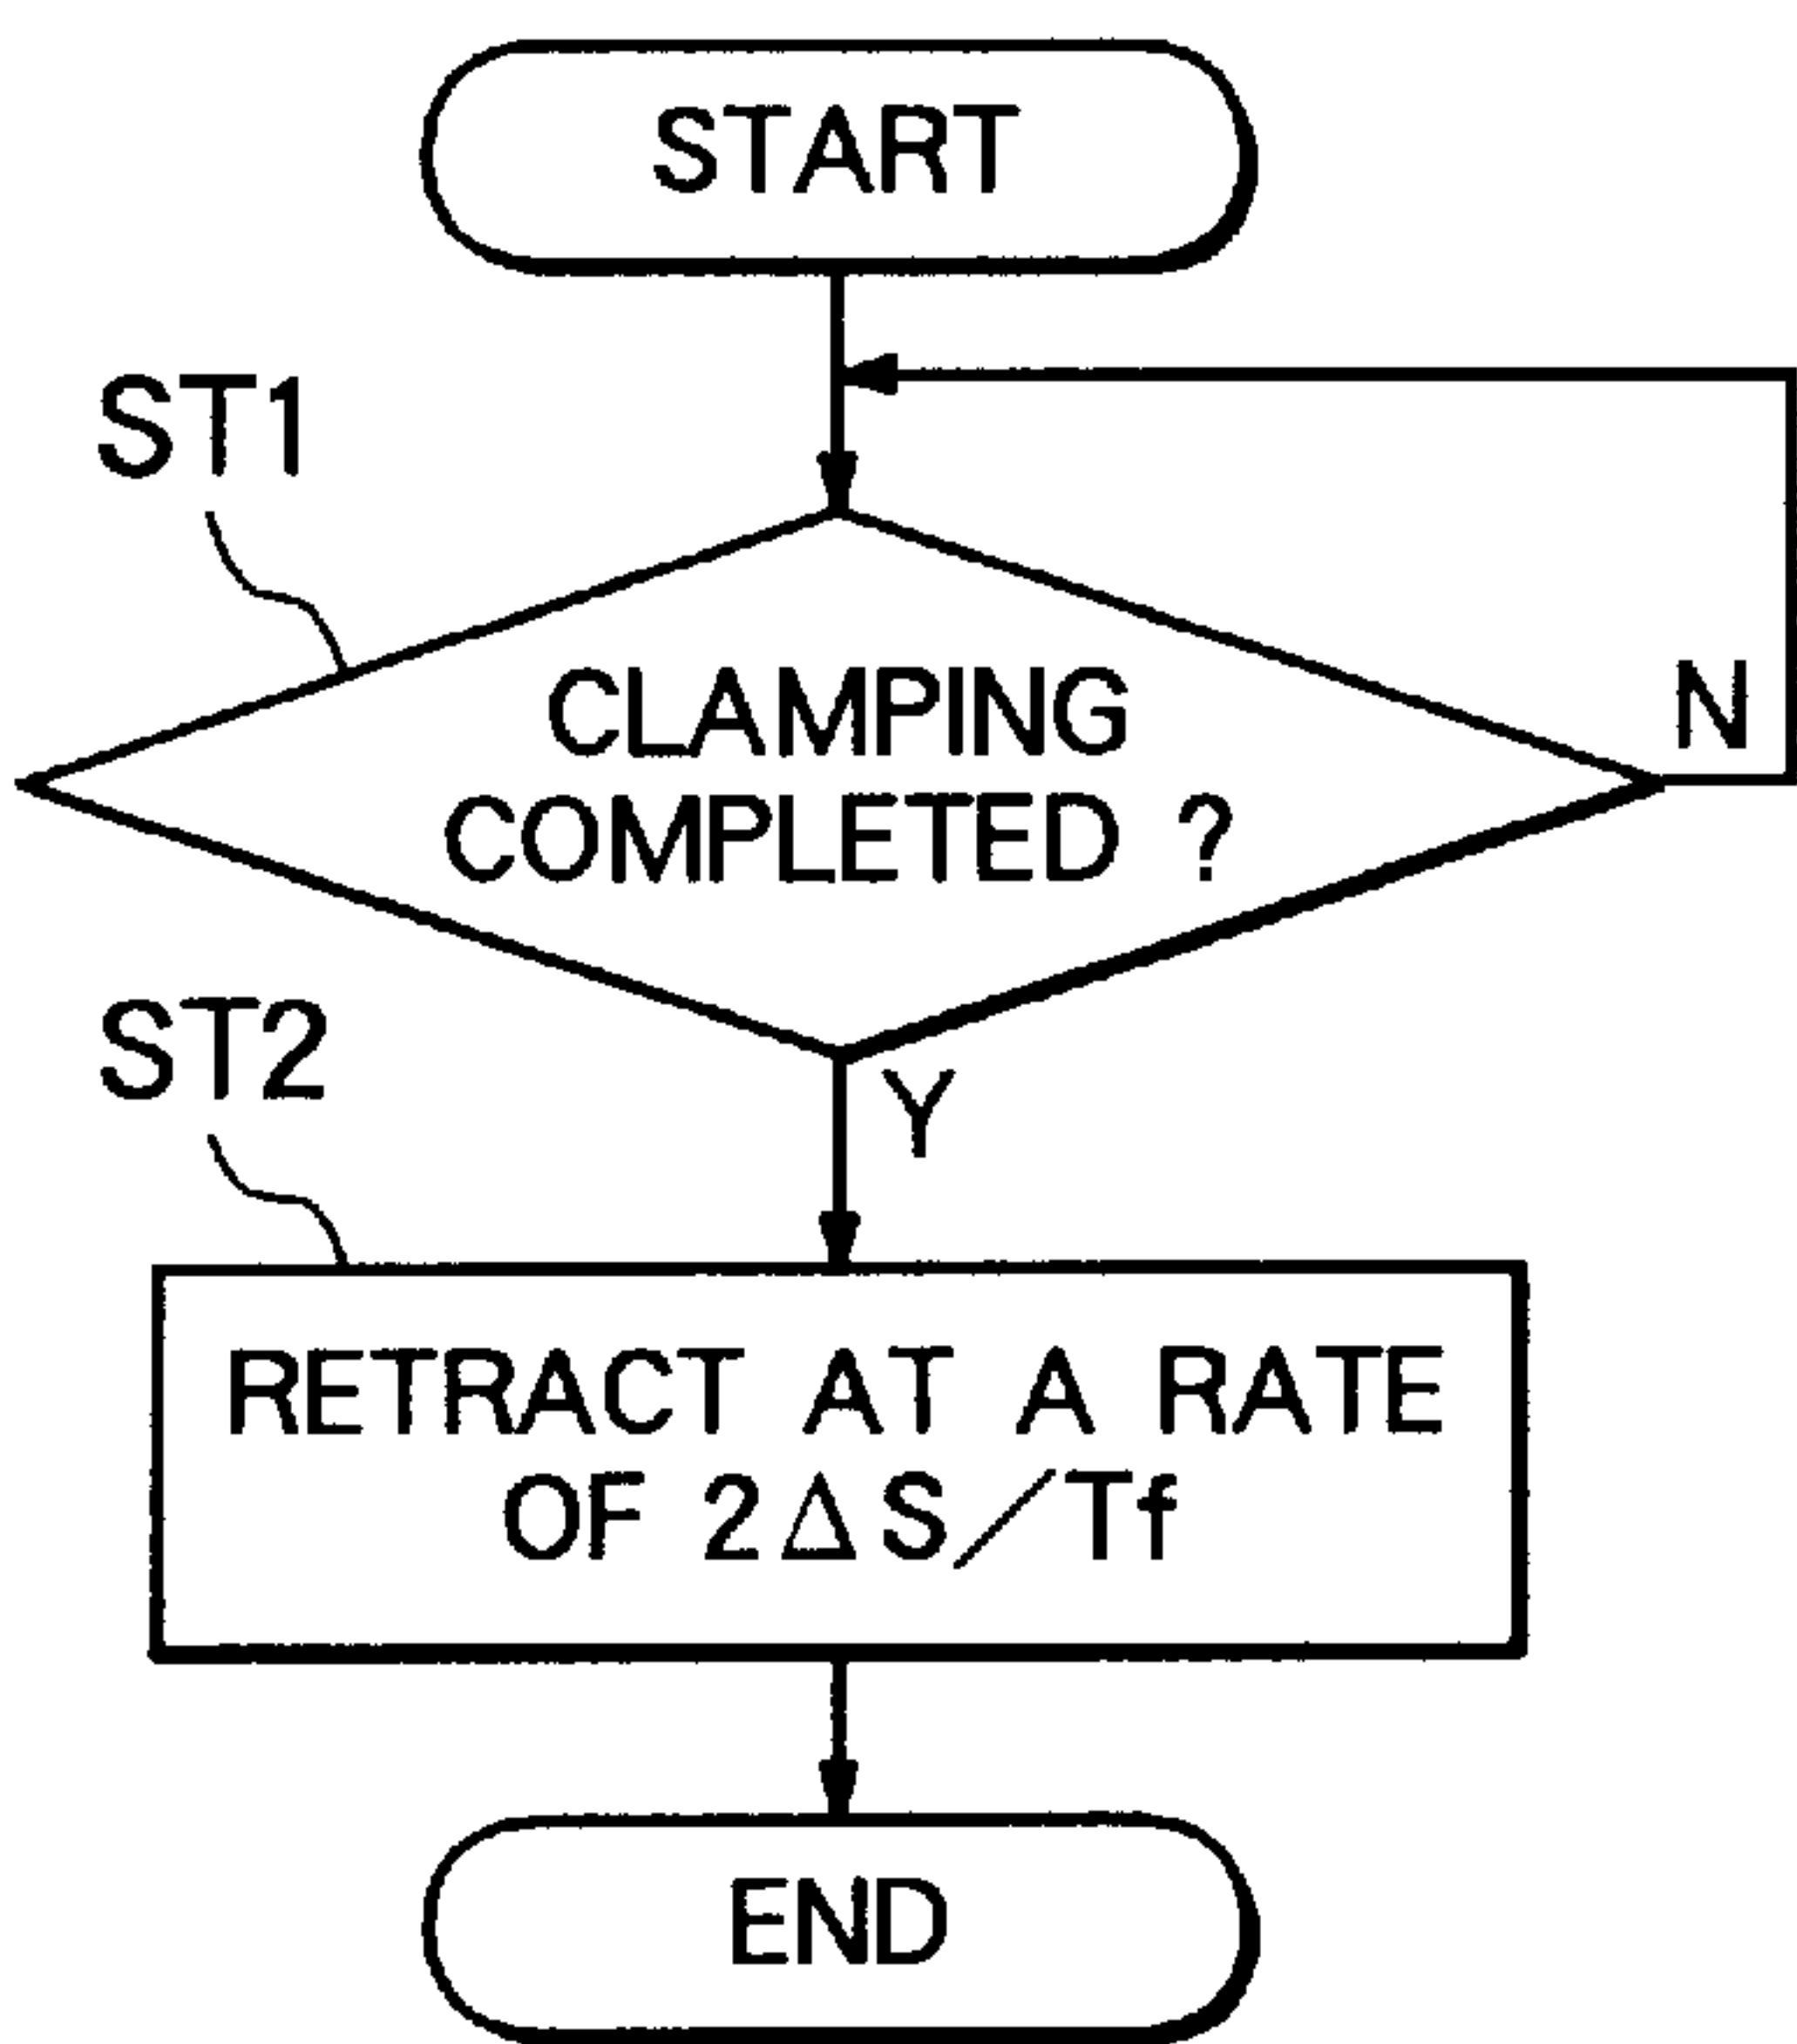 START
ST1
CLAMPING
COMPLETED ?
N
ST2
Y
RETRACT AT A RATE
OF 2ΔS/Tf
END